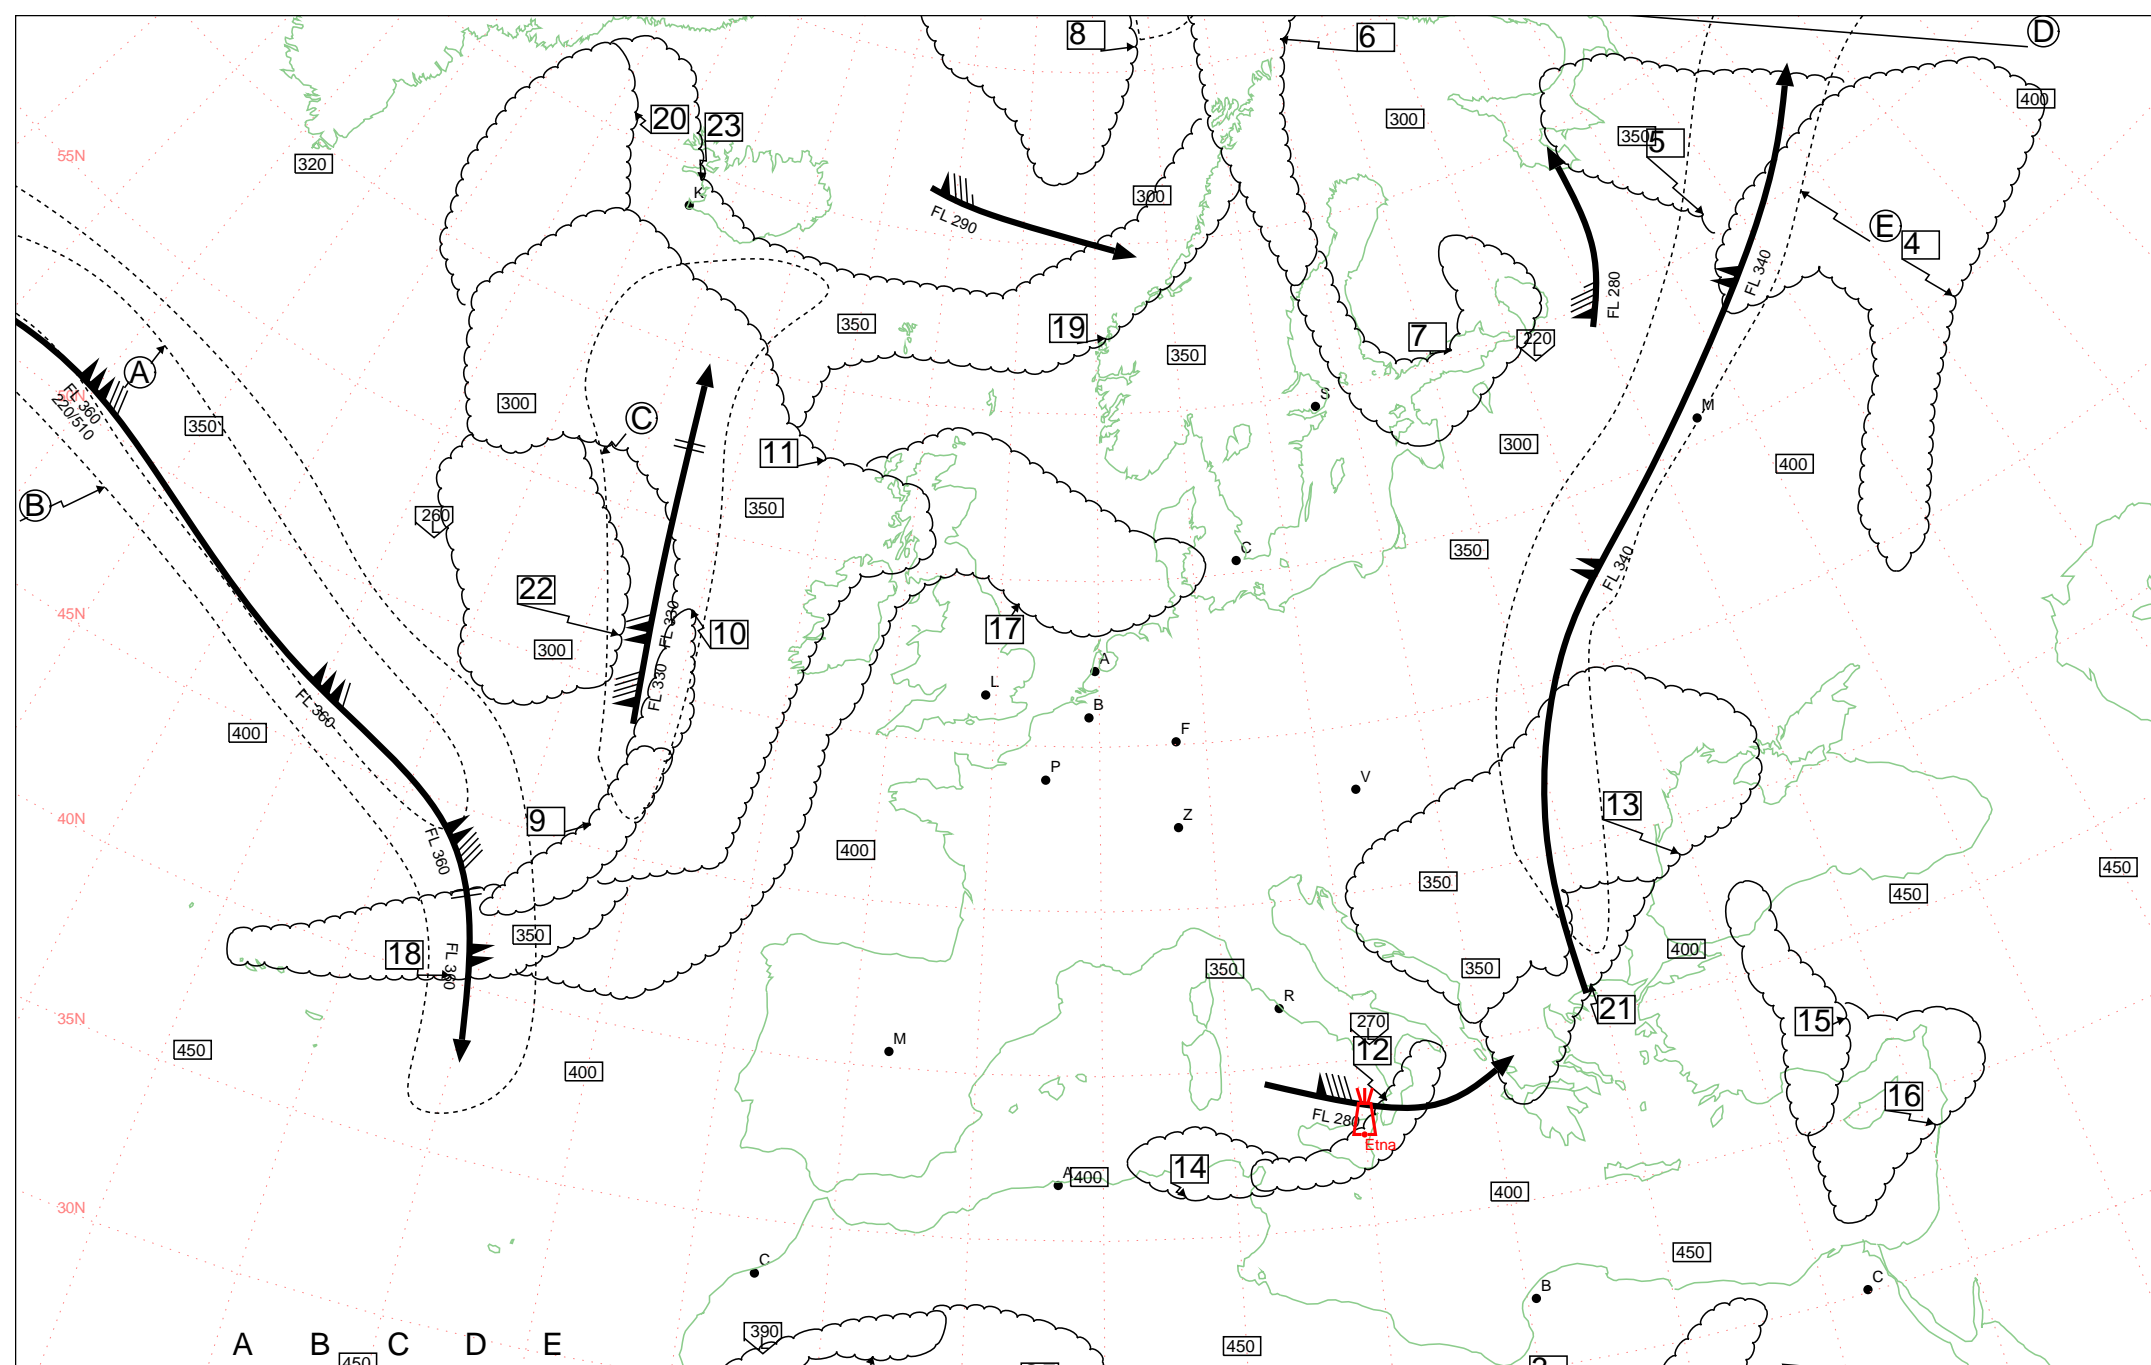 8
6
D
20
23
400
300
350
5
55N
320
K
300
FL 290
E
4
FL 340
FL 280
350
19
7
220
L
350
A
FL 360
220/510
350
300
C
S
M
11
300
400
B
260
L
350
350
C
FL 340
22
45N
FL 330
10
17
300
A
L
FL 330
B
400
F
P
V
9
13
40N
Z
FL 360
400
350
450
450
18
350
FL 360
400
350
350
R
21
35N
270
L
15
450
M
12
400
16
FL 280
Etna
14
A
400
400
30N
450
C
B
C
390
L
A B C D E
450
450